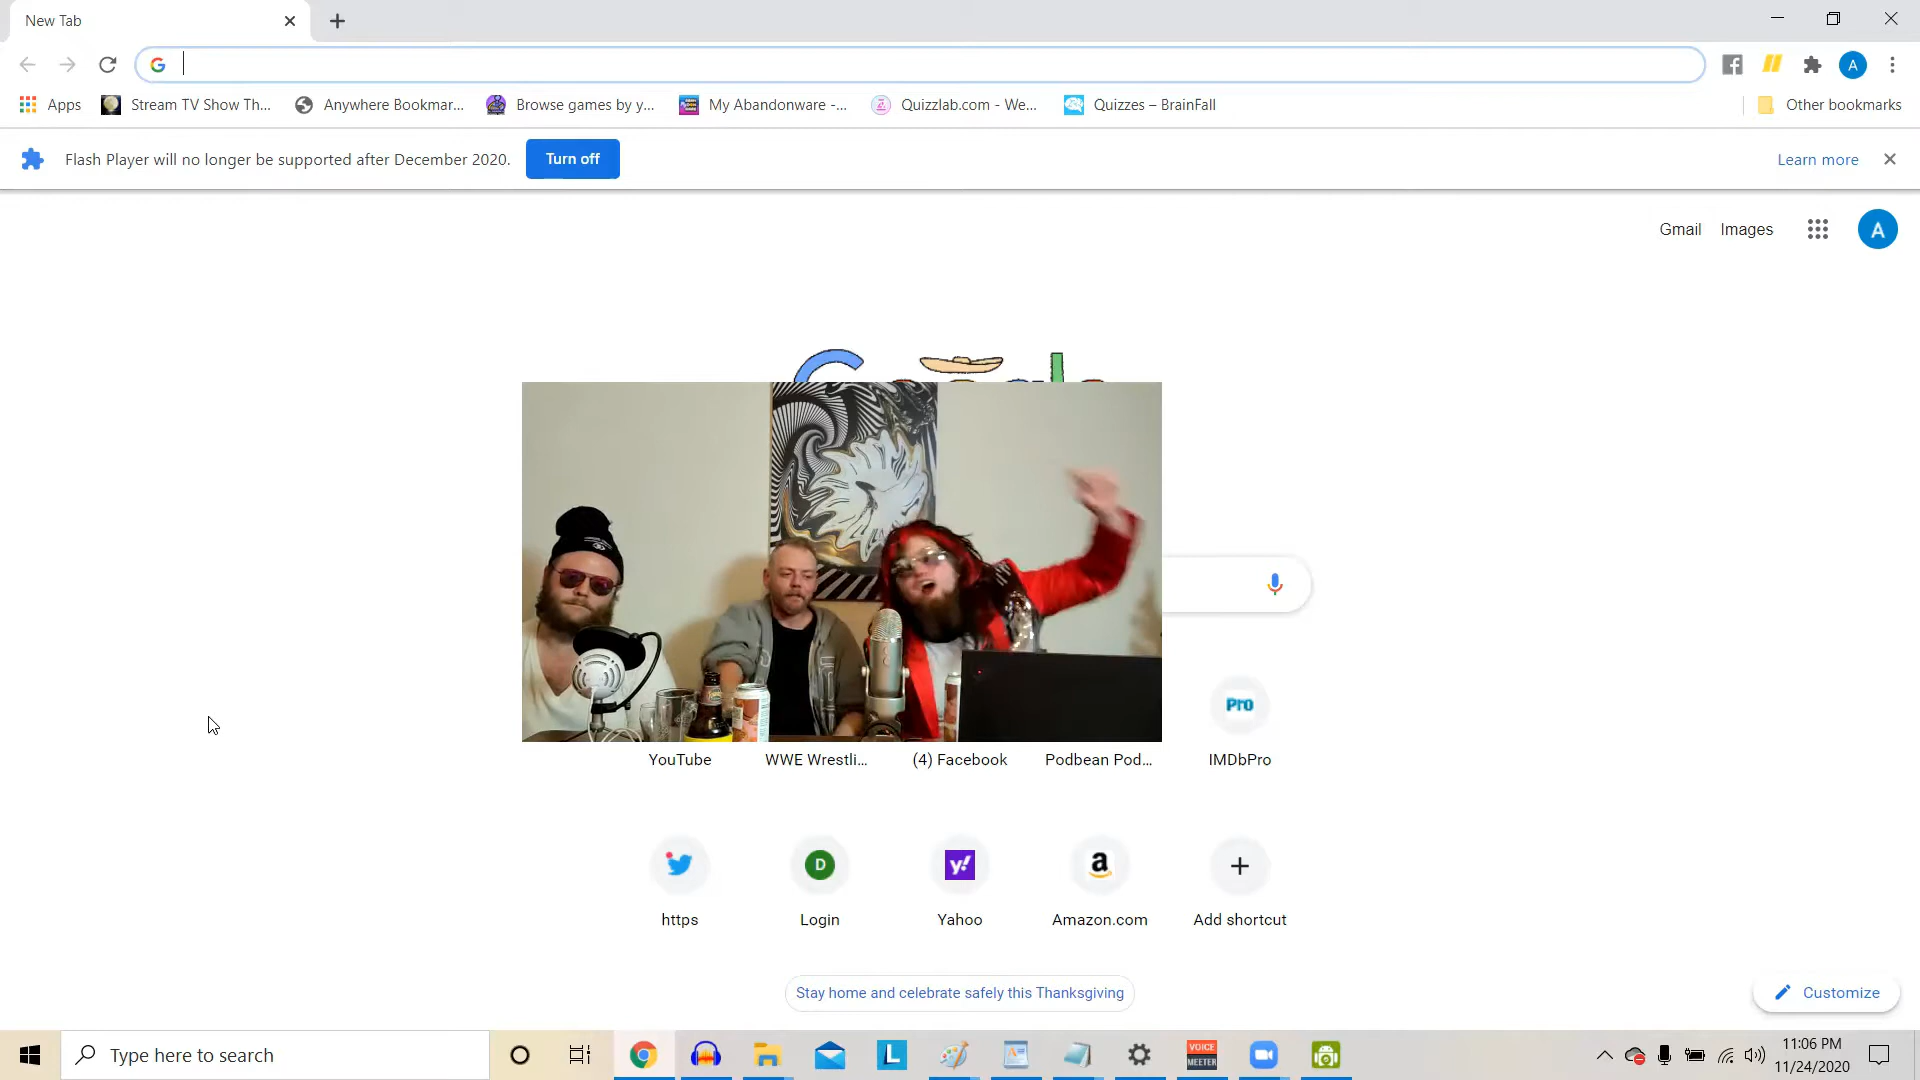 New Tab
Apps
Stream TV Show Th...
Anywhere Bookmar...
Browse games by y...
My Abandonware -...
Quizzlab.com - We...
Quizzes – BrainFall
Other bookmarks
Flash Player will no longer be supported after December 2020.
Turn off
Learn more
A
Gmail
Images
A
Pro
YouTube
WWE Wrestli...
(4) Facebook
Podbean Pod...
IMDbPro
D
y!
a
https
Login
Yahoo
Amazon.com
Add shortcut
Stay home and celebrate safely this Thanksgiving
Customize
Type here to search
L
VOICE
MEETER
11:06 PM
11/24/2020